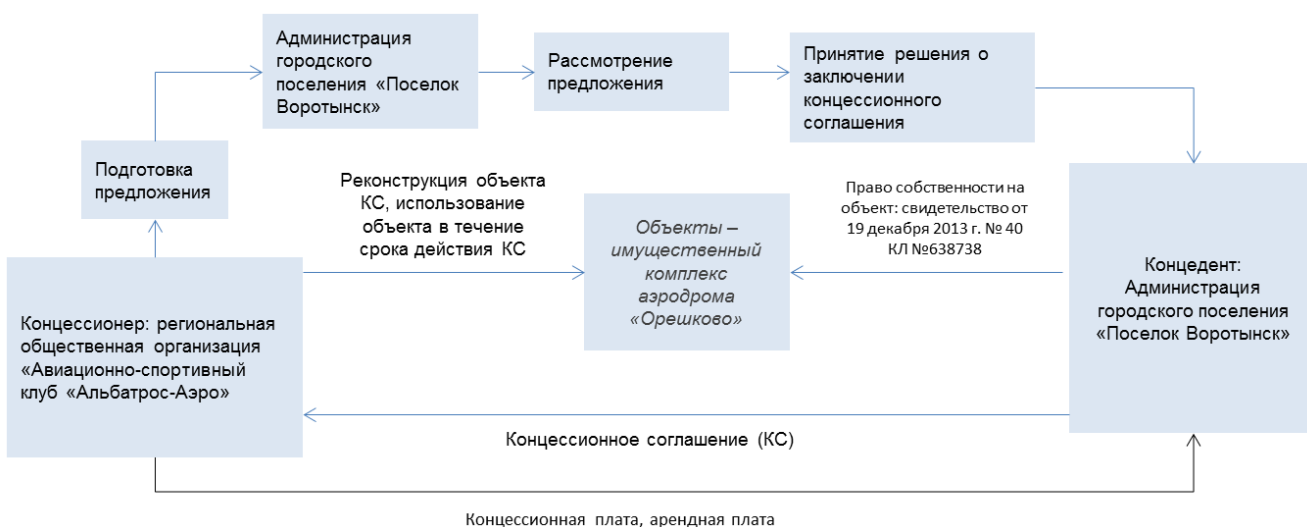 Администрация
городского
поселения «Поселок
Воротынск»
Рассмотрение
предложения
Принятие решения о
заключении
концессионного
соглашения
Подготовка
предложения
Реконструкция объекта
КС, использование
объекта в течение
срока действия КС
Объекты –
имущественный
комплекс
аэродрома
«Орешково»
Право собственности на
объект: свидетельство от
19 декабря 2013 г. № 40
КЛ №638738
Концессионер: региональная
общественная организация
«Авиационно-спортивный
клуб «Альбатрос-Аэро»
Концедент:
Администрация
городского поселения
«Поселок Воротынск»
Концессионное соглашение (КС)
Концессионная плата, арендная плата